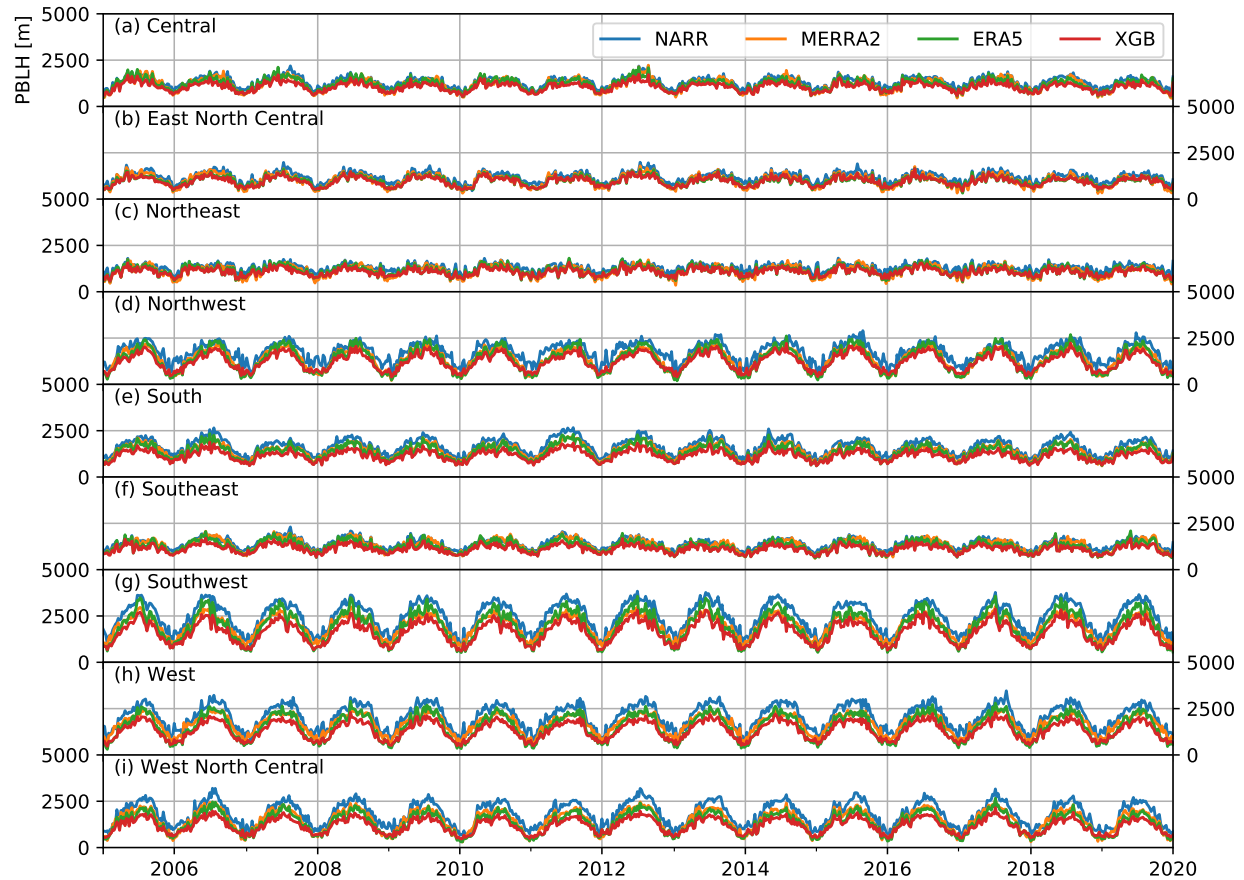 5000 (a) Central NARR MERRA2 ERA5 XGB
PBLH [m]
2500
0 5000
(b) East North Central
2500
5000 0
(c) Northeast
2500
0 5000
(d) Northwest
2500
5000 0
(e) South
2500
0 5000
(f) Southeast
2500
5000 0
(g) Southwest
2500
0 5000
(h) West
2500
5000 0
(i) West North Central
2500
0
2006 2008 2010 2012 2014 2016 2018 2020